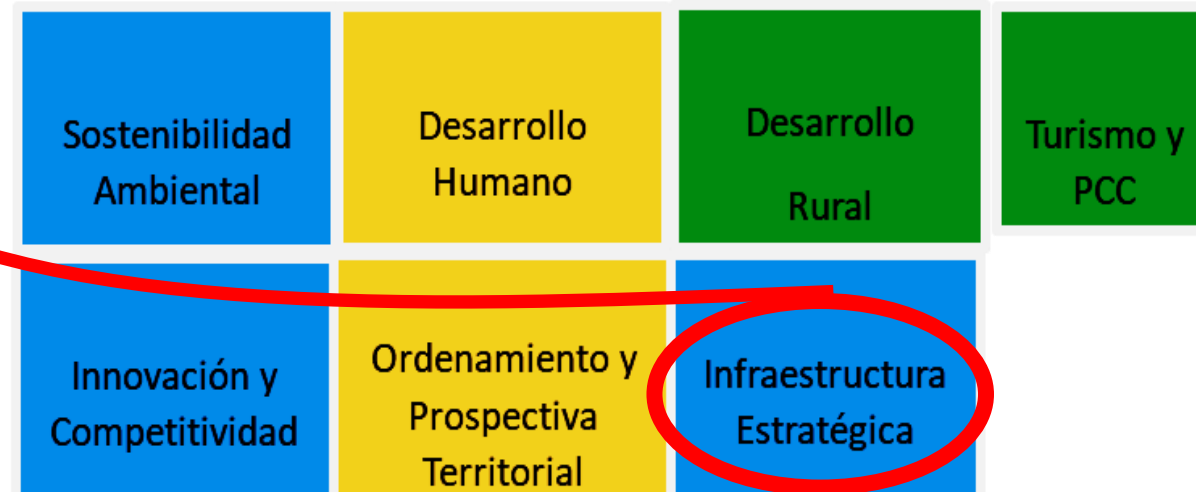 Sostenibilidad
Ambiental
Desarrollo
Humano
Desarrollo
Rural
Turismo y
PCC
Innovación y
Competitividad
Ordenamiento y
Prospectiva
Territorial
Infraestructura
Estratégica